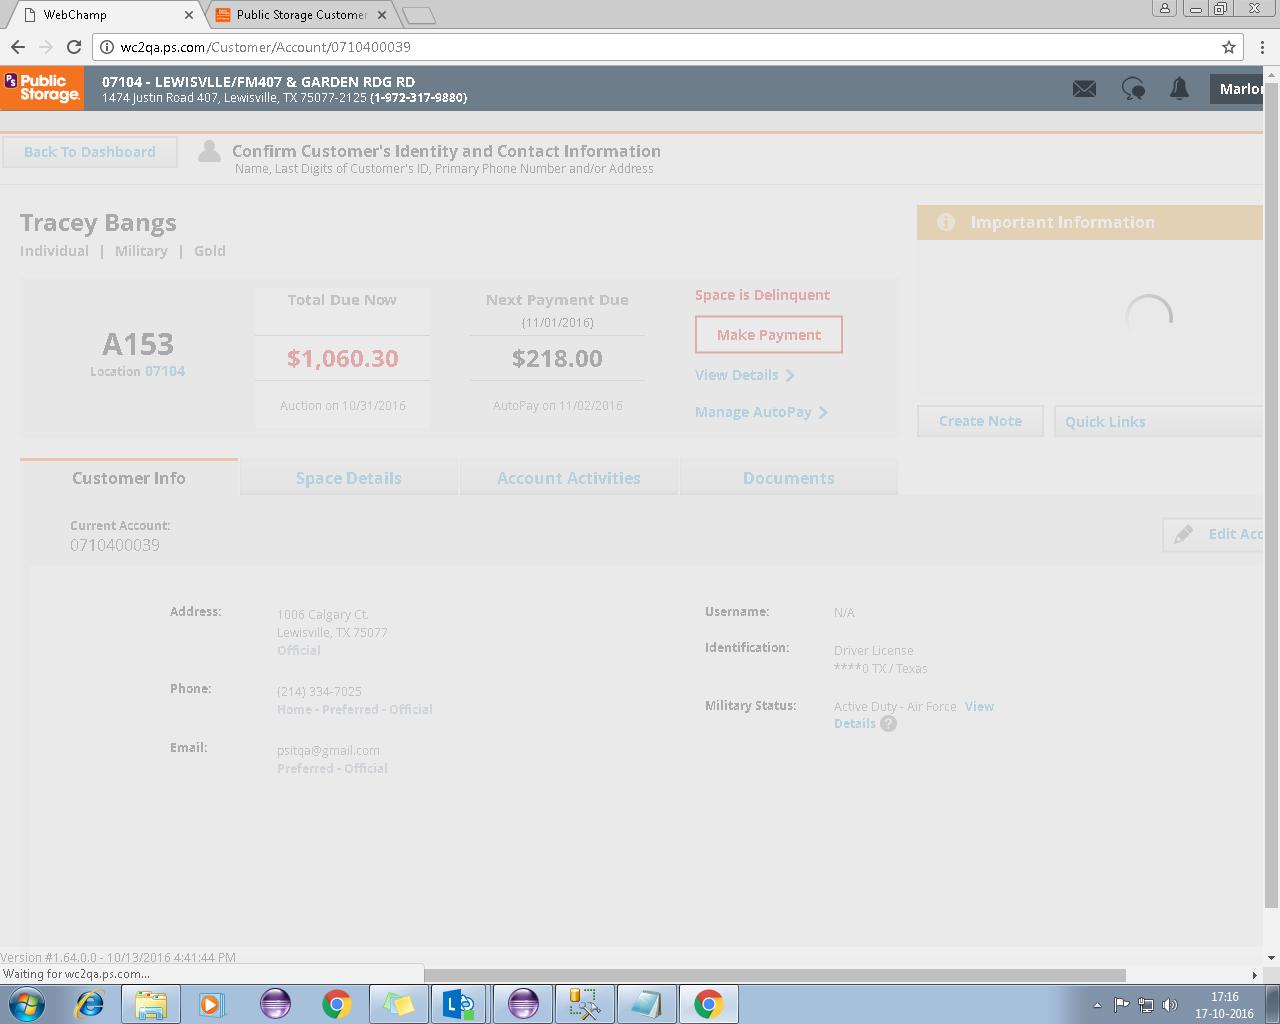 WebChamp
Public Storage Customer
wc2qa.ps.com/Customer/Account/0710400039
PS Public Storage.
07104 - LEWISVLLE/FM407 & GARDEN RDG RD
1474 Justin Road 407, Lewisville, TX 75077-2125 (1-972-317-9880)
Marlo
Back To Dashboard
Confirm Customer's Identity and Contact Information
Name, Last Digits of Customer's ID, Primary Phone Number and/or Address
Tracey Bangs
Individual | Military | Gold
Important Information
A153
Location 07104
Total Due Now
$1,060.30
Auction on 10/31/2016
Next Payment Due
(11/01/2016)
$218.00
AutoPay on 11/02/2016
Space is Delinquent
Make Payment
View Details
Manage AutoPay
Create Note
Quick Links
Customer Info
Space Details
Account Activities
Documents
Current Account:
0710400039
Edit Acc
Address:
1006 Calgary Ct.
Lewisville, TX 75077
Official
Phone:
(214) 334-7025
Home - Preferred - Official
Email:
psitqa@gmail.com
Preferred - Official
Username:
N/A
Identification:
Driver License
****0 TX / Texas
Military Status:
Active Duty - Air Force View
Details ?
Version #1.64.0.0 - 10/13/2016 4:41:44 PM
Waiting for wc2qa.ps.com...
17:16
17-10-2016